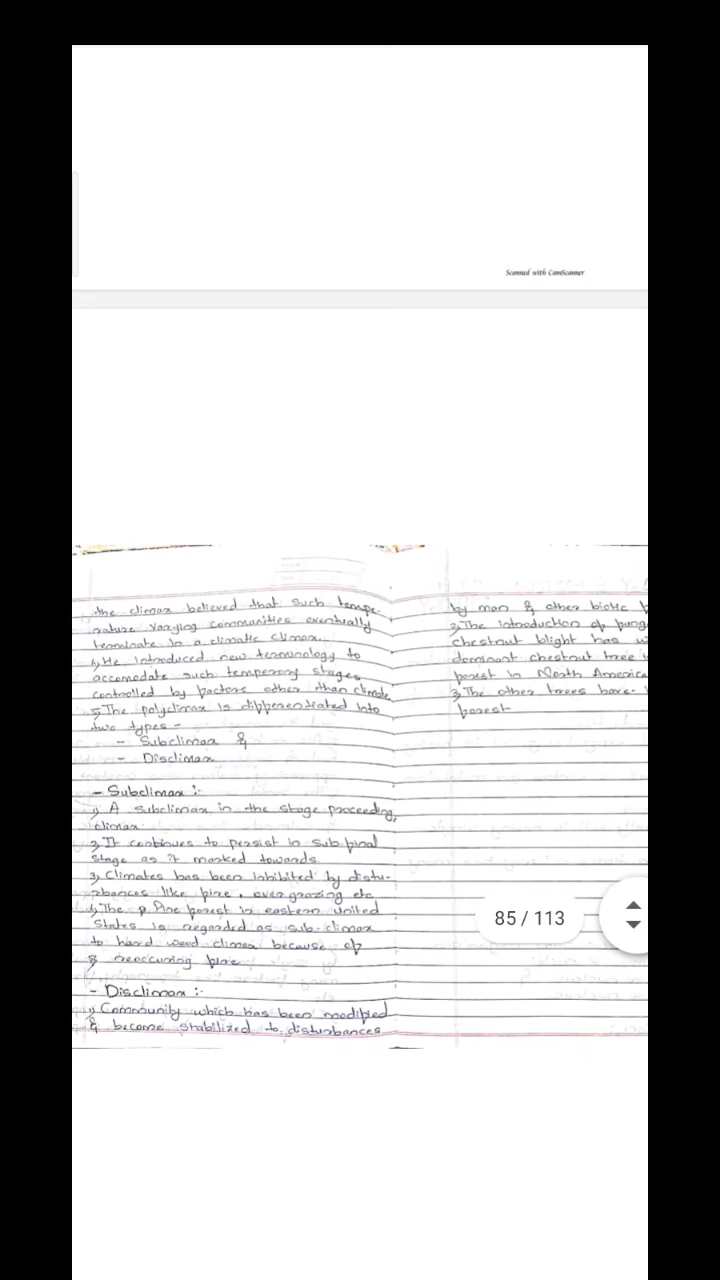 Scanned with CamScanner
the climax believed that such tempe-
rature varying communities eventually
terminate in a climatic climax.
4) He introduced new terminology to
accomodate such temperory stages
controlled by factors other than climate
5) The polyclimax is differentiated into
two types -
- Subclimax &
- Disclimax
- Subclimax :-
1) A subclimax in the stage proceeding
climax
2) It continues to persist in sub final
stage as it marked towards
3) Climates has been inhibited by distu-
rbances like fire, over grazing etc
4) The p Pine forest in eastern united
states is regarded as sub-climax
to hard wood climax because of
reoccuring fire
- Disclimax :-
1) Community which has been modified
& become stabilized to disturbances
by man & other biotic
2) The introduction of fung
chestnut blight has
dominant chestnut tree
forest in North America
3) The other trees have
forest
85 / 113